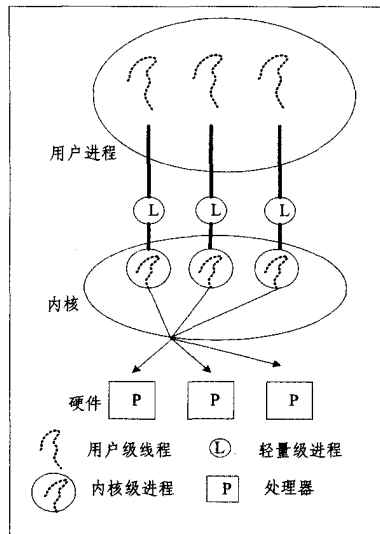 用户进程
L L L
内核
硬件 P P P
用户级线程 L 轻量级进程
内核级进程 P 处理器